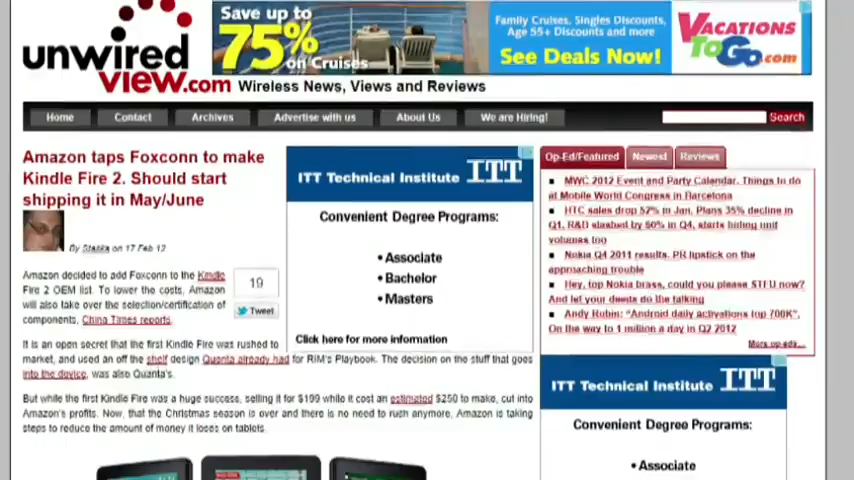 Save up to
75%
on Cruises
Family Cruises, Singles Discounts,
Age 55+ Discounts and more
See Deals Now!
VACATIONS
ToGo.com
unwired
view.com Wireless News, Views and Reviews
Home Contact Archives Advertise with us About Us We are Hiring! Search
Amazon taps Foxconn to make
Kindle Fire 2. Should start
shipping it in May/June
By Staska on 17 Feb 12
Amazon decided to add Foxconn to the Kindle
Fire 2 OEM list. To lower the costs, Amazon
will also take over the selection/certification of
components, China Times reports.
19
Tweet
It is an open secret that the first Kindle Fire was rushed to
market, and used an off the shelf design Quanta already had for RIM's Playbook. The decision on the stuff that goes
into the device, was also Quanta's.
But while the first Kindle Fire was a huge success, selling it for $199 while it cost an estimated $250 to make, cut into
Amazon's profits. Now, that the Christmas season is over and there is no need to rush anymore, Amazon is taking
steps to reduce the amount of money it loses on tablets.
ITT Technical Institute ITT
Convenient Degree Programs:
• Associate
• Bachelor
• Masters
Click here for more information
Op-Ed/Featured Newest Reviews
MWC 2012 Event and Party Calendar. Things to do
at Mobile World Congress in Barcelona
HTC sales drop 52% in Jan. Plans 35% decline in
Q1, R&D slashed by 60% in Q4, starts hiding unit
volumes too
Nokia Q4 2011 results. PR lipstick on the
approaching trouble
Hey, top Nokia brass, could you please STFU now?
And let your deeds do the talking
Andy Rubin: "Android daily activations top 700K",
On the way to 1 million a day in Q2 2012
More op-eds...
ITT Technical Institute ITT
Convenient Degree Programs:
• Associate